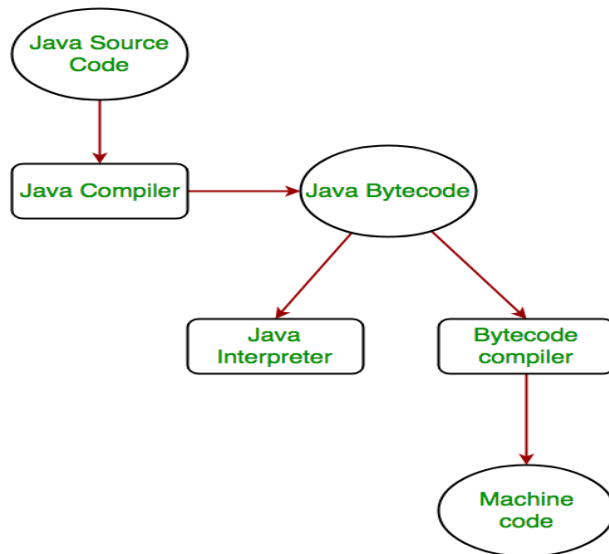 Java Source
Code
Java Compiler
Java Bytecode
Java
Interpreter
Bytecode
compiler
Machine
code